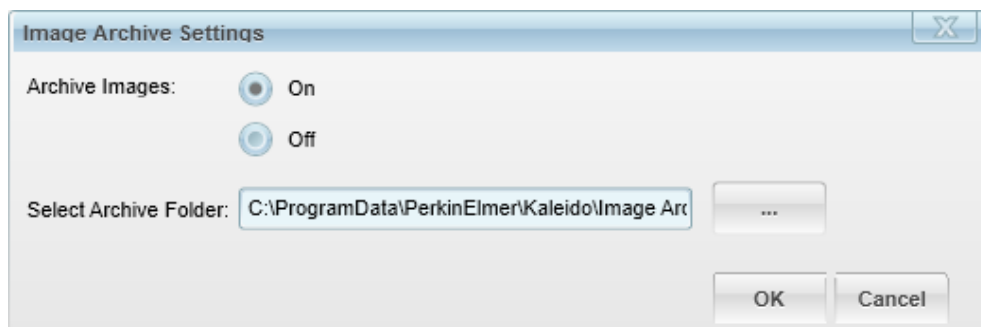 Image Archive Settings
Archive Images:
On
Off
Select Archive Folder: C:\ProgramData\PerkinElmer\Kaleido\Image Arc
...
OK Cancel